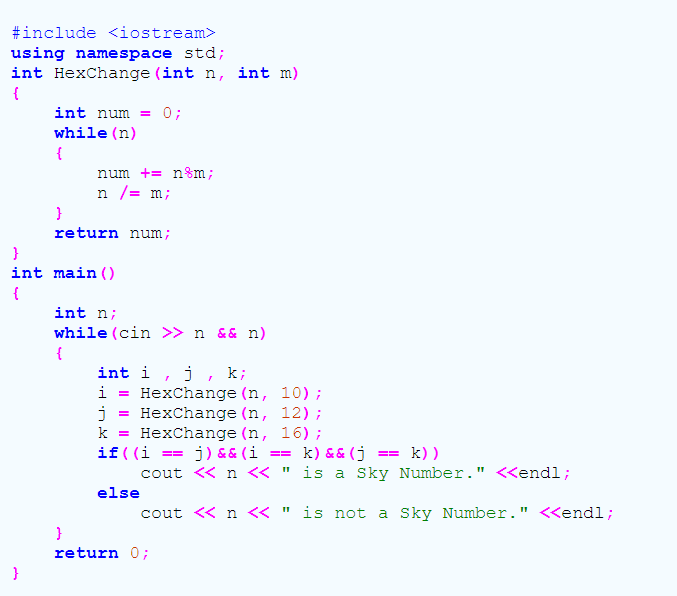 #include <iostream>
using namespace std;
int HexChange(int n, int m)
{
    int num = 0;
    while(n)
    {
        num += n%m;
        n /= m;
    }
    return num;
}
int main()
{
    int n;
    while(cin >> n && n)
    {
        int i , j , k;
        i = HexChange(n, 10);
        j = HexChange(n, 12);
        k = HexChange(n, 16);
        if((i == j)&&(i == k)&&(j == k))
            cout << n << " is a Sky Number." <<endl;
        else
            cout << n << " is not a Sky Number." <<endl;
    }
    return 0;
}